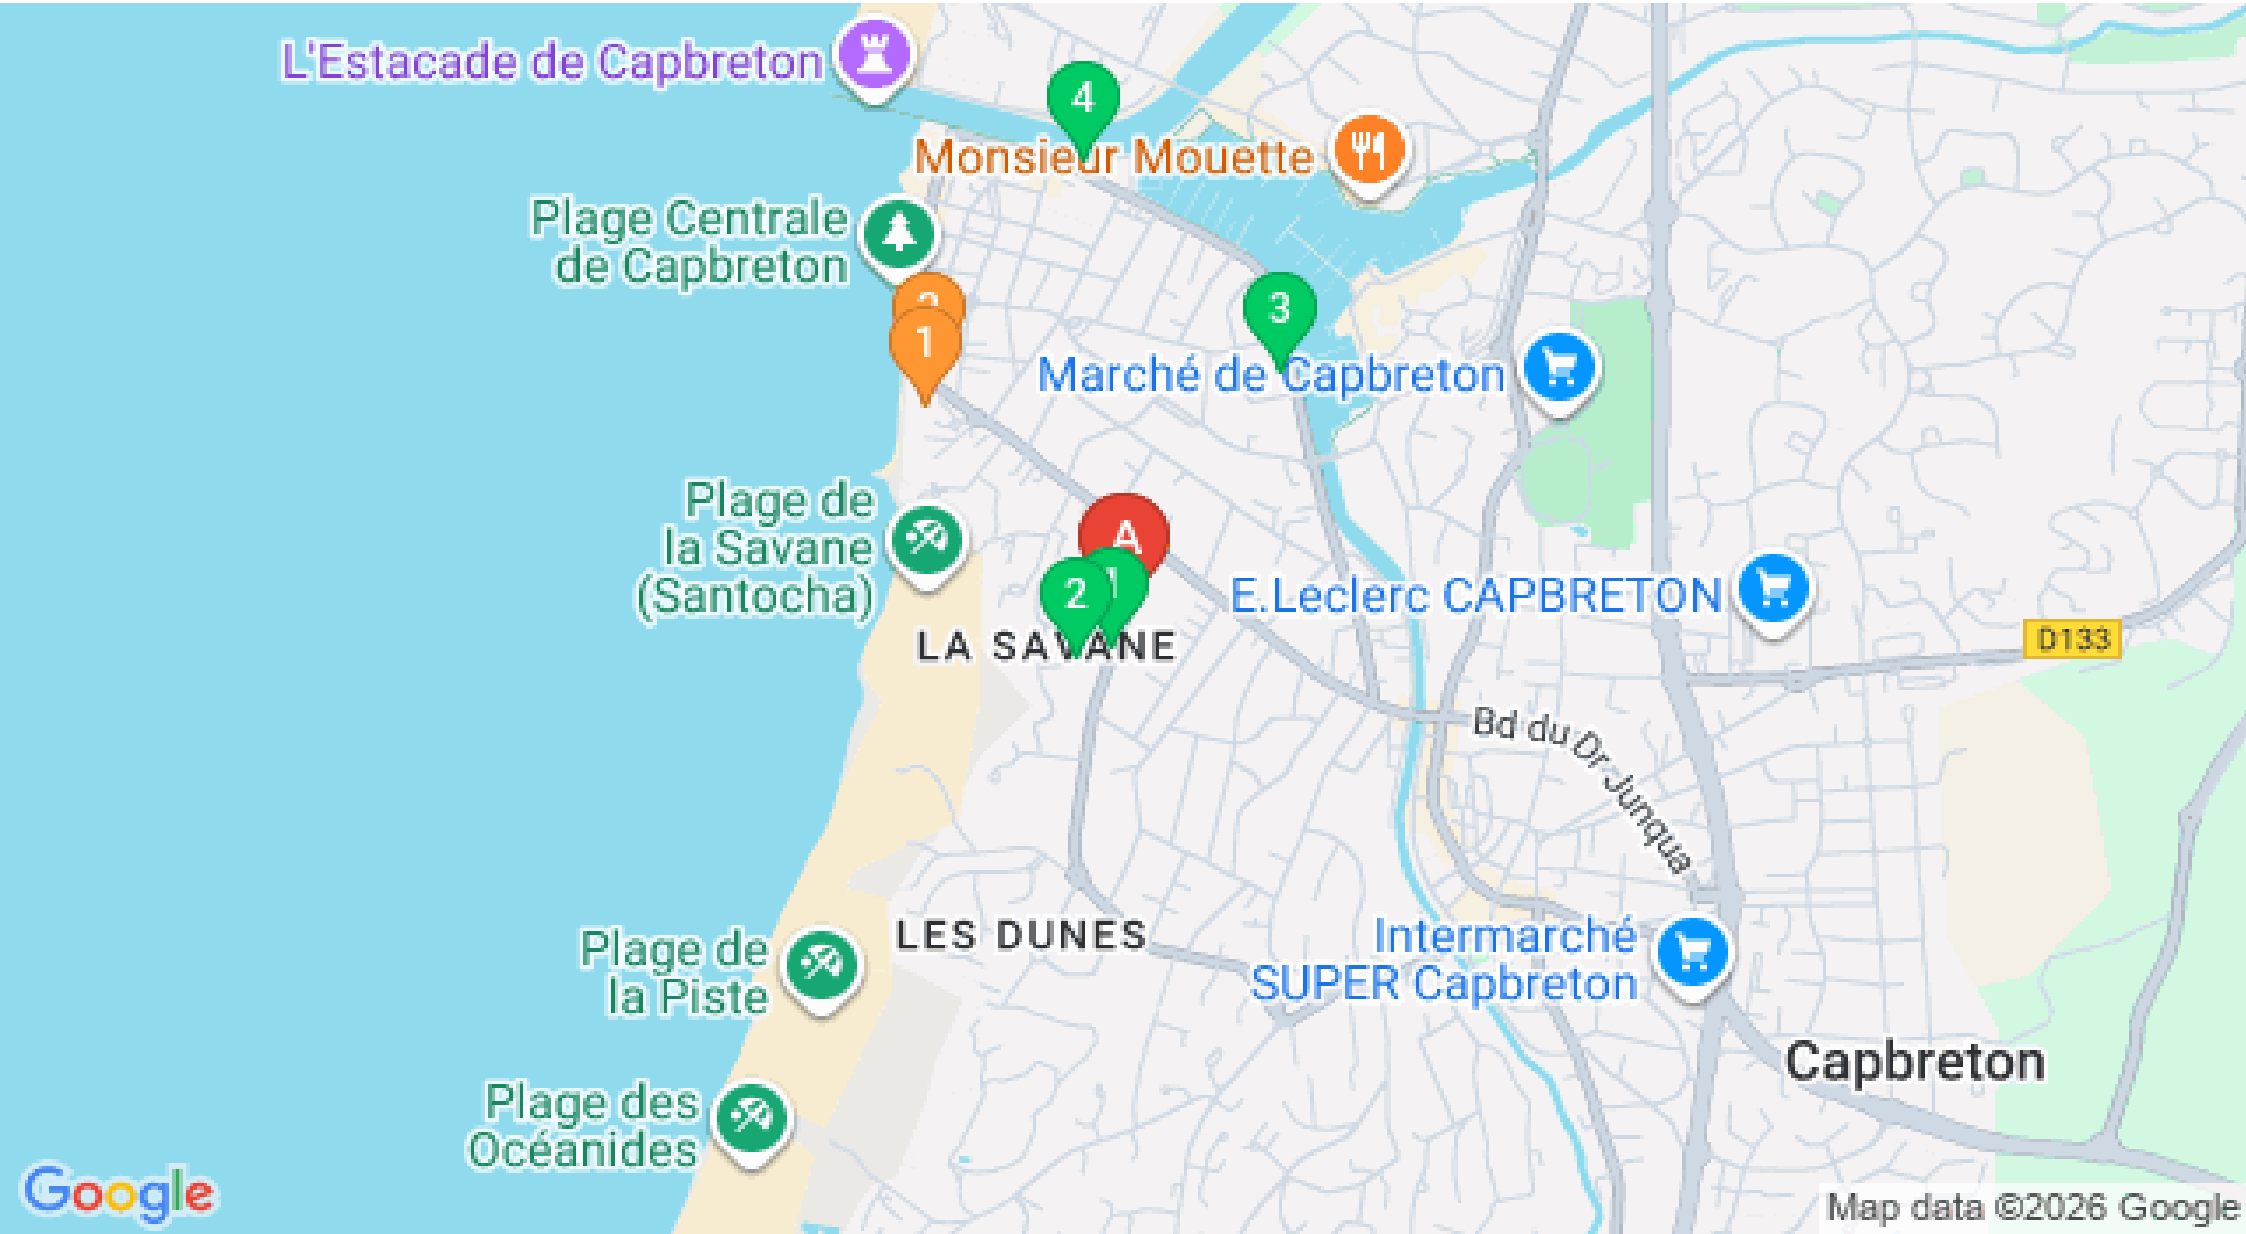 L'Estacade de Capbreton
4
Monsieur Mouette
Plage Centrale
de Capbreton
1
3
Marché de Capbreton
Plage de
la Savane
(Santocha)
A
2
1
E.Leclerc CAPBRETON
LA SAVANE
D133
Bd du Dr Junqua
LES DUNES
Plage de
la Piste
Intermarché
SUPER Capbreton
Capbreton
Plage des
Océanides
Google
Map data ©2026 Google